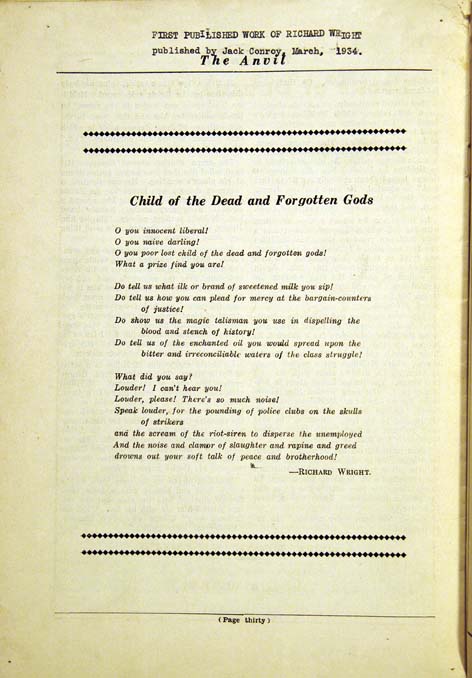 FIRST PUBLISHED WORK OF RICHARD WRIGHT
published by Jack Conroy, March, 1934.
The Anvil
Child of the Dead and Forgotten Gods
O you innocent liberal!
O you naive darling!
O you poor lost child of the dead and forgotten gods!
What a prize find you are!
Do tell us what ilk or brand of sweetened milk you sip!
Do tell us how you can plead for mercy at the bargain-counters
of justice!
Do show us the magic talisman you use in dispelling the
blood and stench of history!
Do tell us of the enchanted oil you would spread upon the
bitter and irreconciliable waters of the class struggle!
What did you say?
Louder! I can't hear you!
Louder, please! There's so much noise!
Speak louder, for the pounding of police clubs on the skulls
of strikers
and the scream of the riot-siren to disperse the unemployed
And the noise and clamor of slaughter and rapine and greed
drowns out your soft talk of peace and brotherhood!
—RICHARD WRIGHT.
(Page thirty)